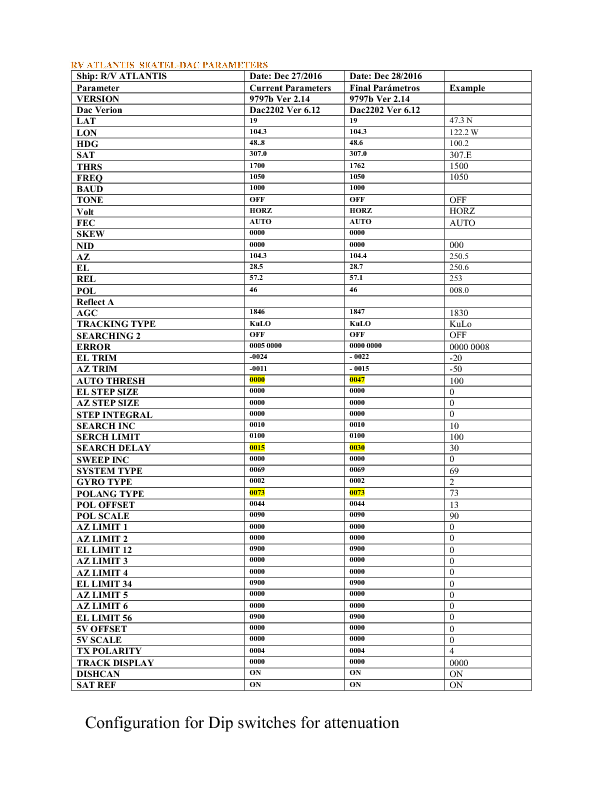 RV ATLANTIS SEATEL DAC PARAMETERS
Ship: R/V ATLANTIS Date: Dec 27/2016 Date: Dec 28/2016
Parameter Current Parameters Final Parámetros Example
VERSION 9797b Ver 2.14 9797b Ver 2.14
Dac Verion Dac2202 Ver 6.12 Dac2202 Ver 6.12
LAT 19 19 47.3 N
LON 104.3 104.3 122.2 W
HDG 48..8 48.6 100.2
SAT 307.0 307.0 307.E
THRS 1700 1762 1500
FREQ 1050 1050 1050
BAUD 1000 1000
TONE OFF OFF OFF
Volt HORZ HORZ HORZ
FEC AUTO AUTO AUTO
SKEW 0000 0000
NID 0000 0000 000
AZ 104.3 104.4 250.5
EL 28.5 28.7 250.6
REL 57.2 57.1 253
POL 46 46 008.0
Reflect A
AGC 1846 1847 1830
TRACKING TYPE KuLO KuLO KuLo
SEARCHING 2 OFF OFF OFF
ERROR 0005 0000 0000 0000 0000 0008
EL TRIM -0024 - 0022 -20
AZ TRIM -0011 - 0015 -50
AUTO THRESH 0000 0047 100
EL STEP SIZE 0000 0000 0
AZ STEP SIZE 0000 0000 0
STEP INTEGRAL 0000 0000 0
SEARCH INC 0010 0010 10
SERCH LIMIT 0100 0100 100
SEARCH DELAY 0015 0030 30
SWEEP INC 0000 0000 0
SYSTEM TYPE 0069 0069 69
GYRO TYPE 0002 0002 2
POLANG TYPE 0073 0073 73
POL OFFSET 0044 0044 13
POL SCALE 0090 0090 90
AZ LIMIT 1 0000 0000 0
AZ LIMIT 2 0000 0000 0
EL LIMIT 12 0900 0900 0
AZ LIMIT 3 0000 0000 0
AZ LIMIT 4 0000 0000 0
EL LIMIT 34 0900 0900 0
AZ LIMIT 5 0000 0000 0
AZ LIMIT 6 0000 0000 0
EL LIMIT 56 0900 0900 0
5V OFFSET 0000 0000 0
5V SCALE 0000 0000 0
TX POLARITY 0004 0004 4
TRACK DISPLAY 0000 0000 0000
DISHCAN ON ON ON
SAT REF ON ON ON
Configuration for Dip switches for attenuation